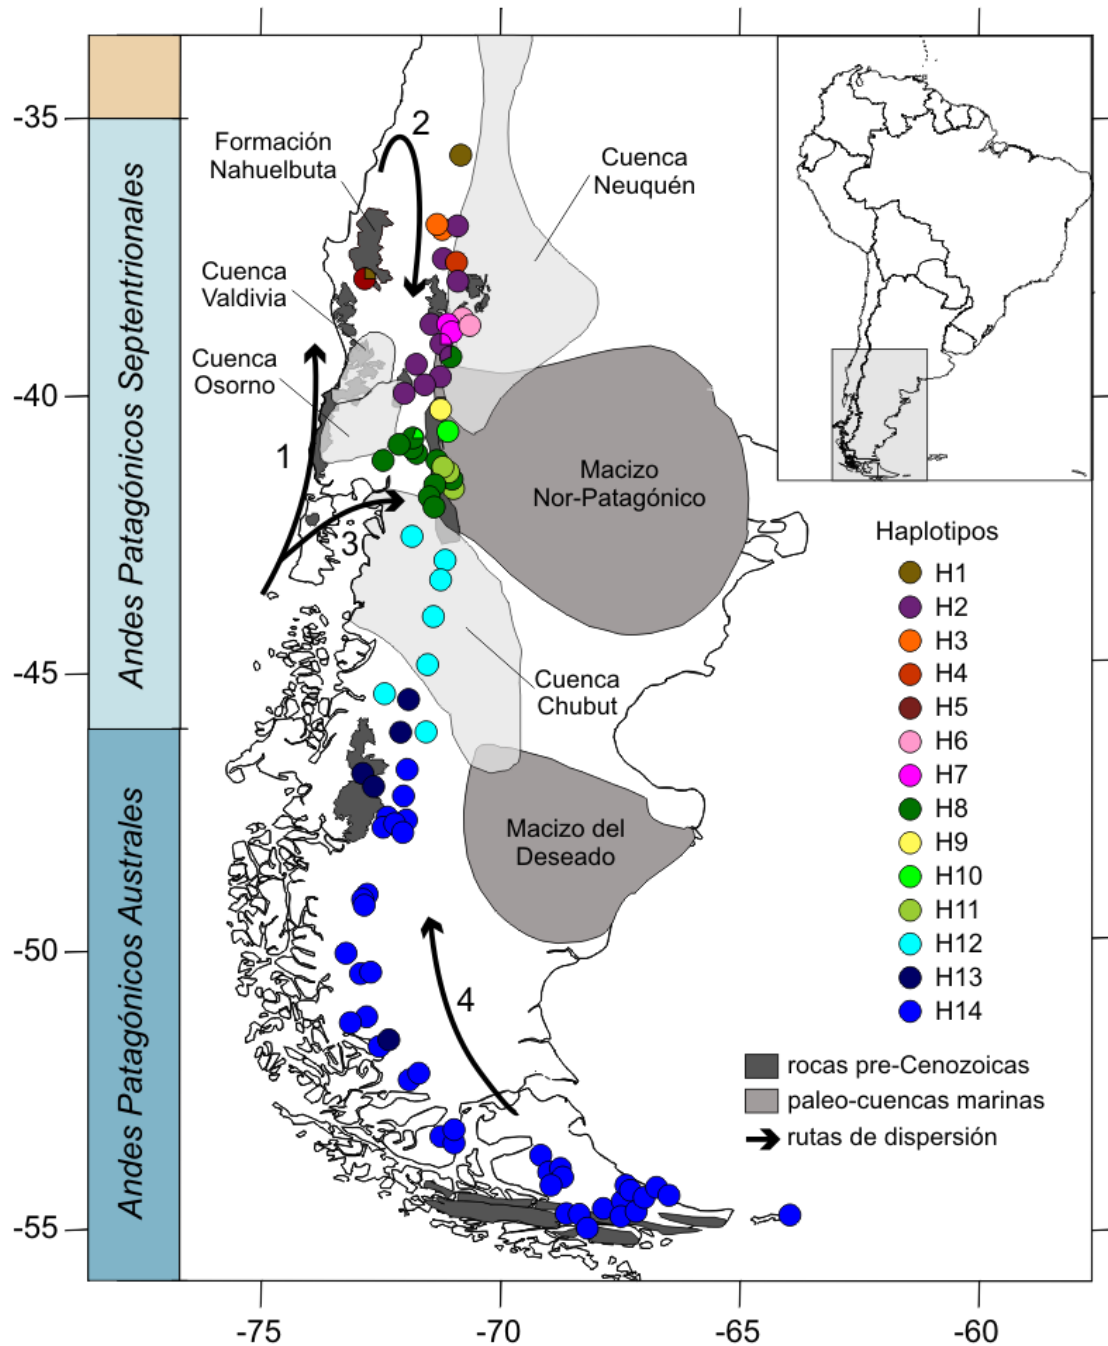 -35
-40
-45
-50
-55
Andes Patagónicos Septentrionales
Andes Patagónicos Australes
Formación
Nahuelbuta
2
Cuenca
Neuquén
Cuenca
Valdivia
Cuenca
Osorno
1
3
Macizo
Nor-Patagónico
Cuenca
Chubut
Macizo del
Deseado
4
Haplotipos
H1
H2
H3
H4
H5
H6
H7
H8
H9
H10
H11
H12
H13
H14
rocas pre-Cenozoicas
paleo-cuencas marinas
rutas de dispersión
-75
-70
-65
-60